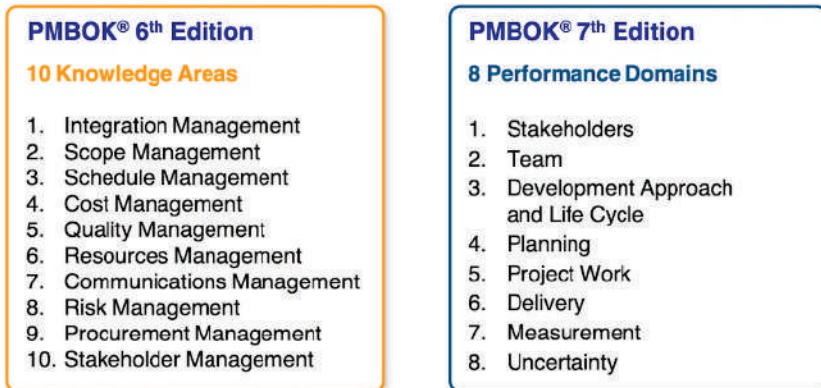 PMBOK® 6th Edition
10 Knowledge Areas
1. Integration Management
2. Scope Management
3. Schedule Management
4. Cost Management
5. Quality Management
6. Resources Management
7. Communications Management
8. Risk Management
9. Procurement Management
10. Stakeholder Management
PMBOK® 7th Edition
8 Performance Domains
1. Stakeholders
2. Team
3. Development Approach
and Life Cycle
4. Planning
5. Project Work
6. Delivery
7. Measurement
8. Uncertainty